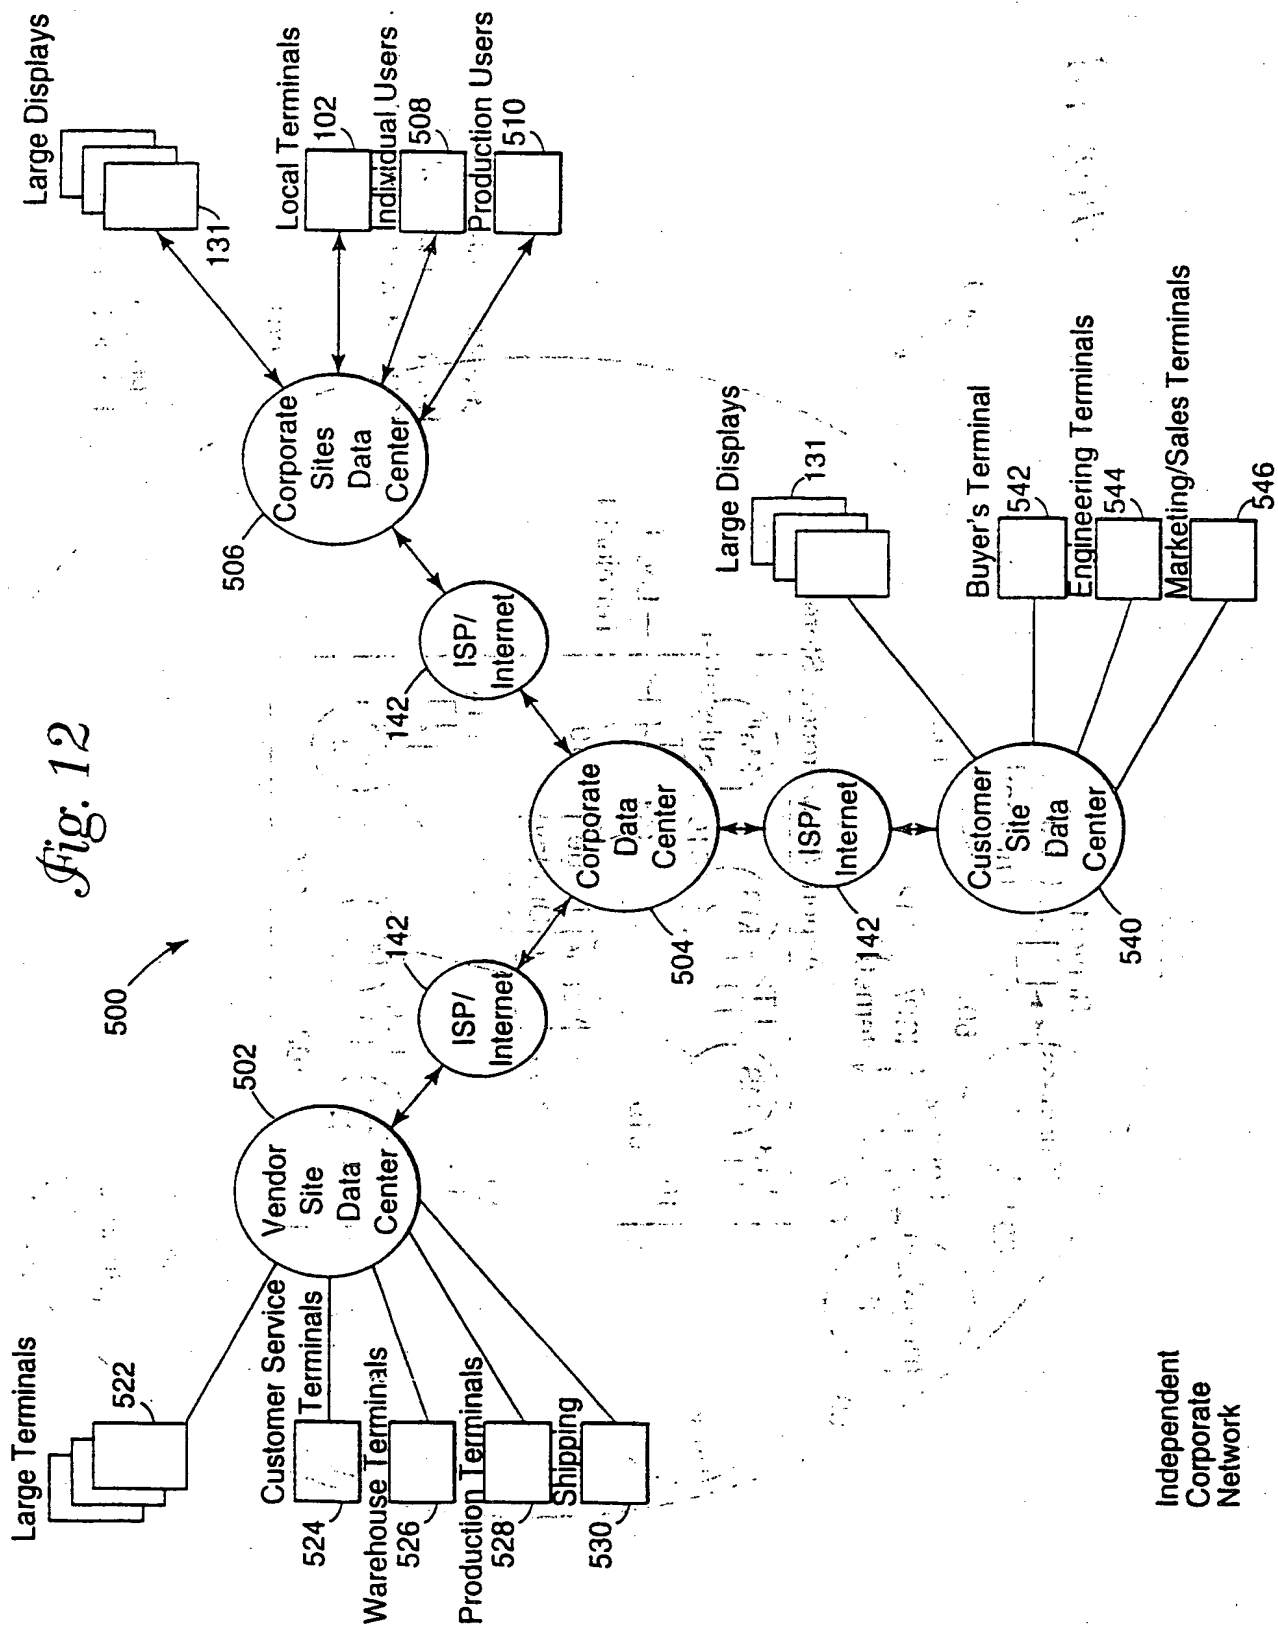 Fig. 12
500
Large Terminals
522
Customer Service
Terminals
524
Warehouse Terminals
526
Production Terminals
528
Shipping
530
Vendor
Site
Data
Center
502
ISP/
Internet
142
Corporate
Data
Center
504
ISP/
Internet
142
Corporate
Sites
Data
Center
506
Large Displays
131
Local Terminals
102
Individual Users
508
Production Users
510
ISP/
Internet
142
Customer
Site
Data
Center
540
Large Displays
131
Buyer's Terminal
542
Engineering Terminals
544
Marketing/Sales Terminals
546
Independent
Corporate
Network